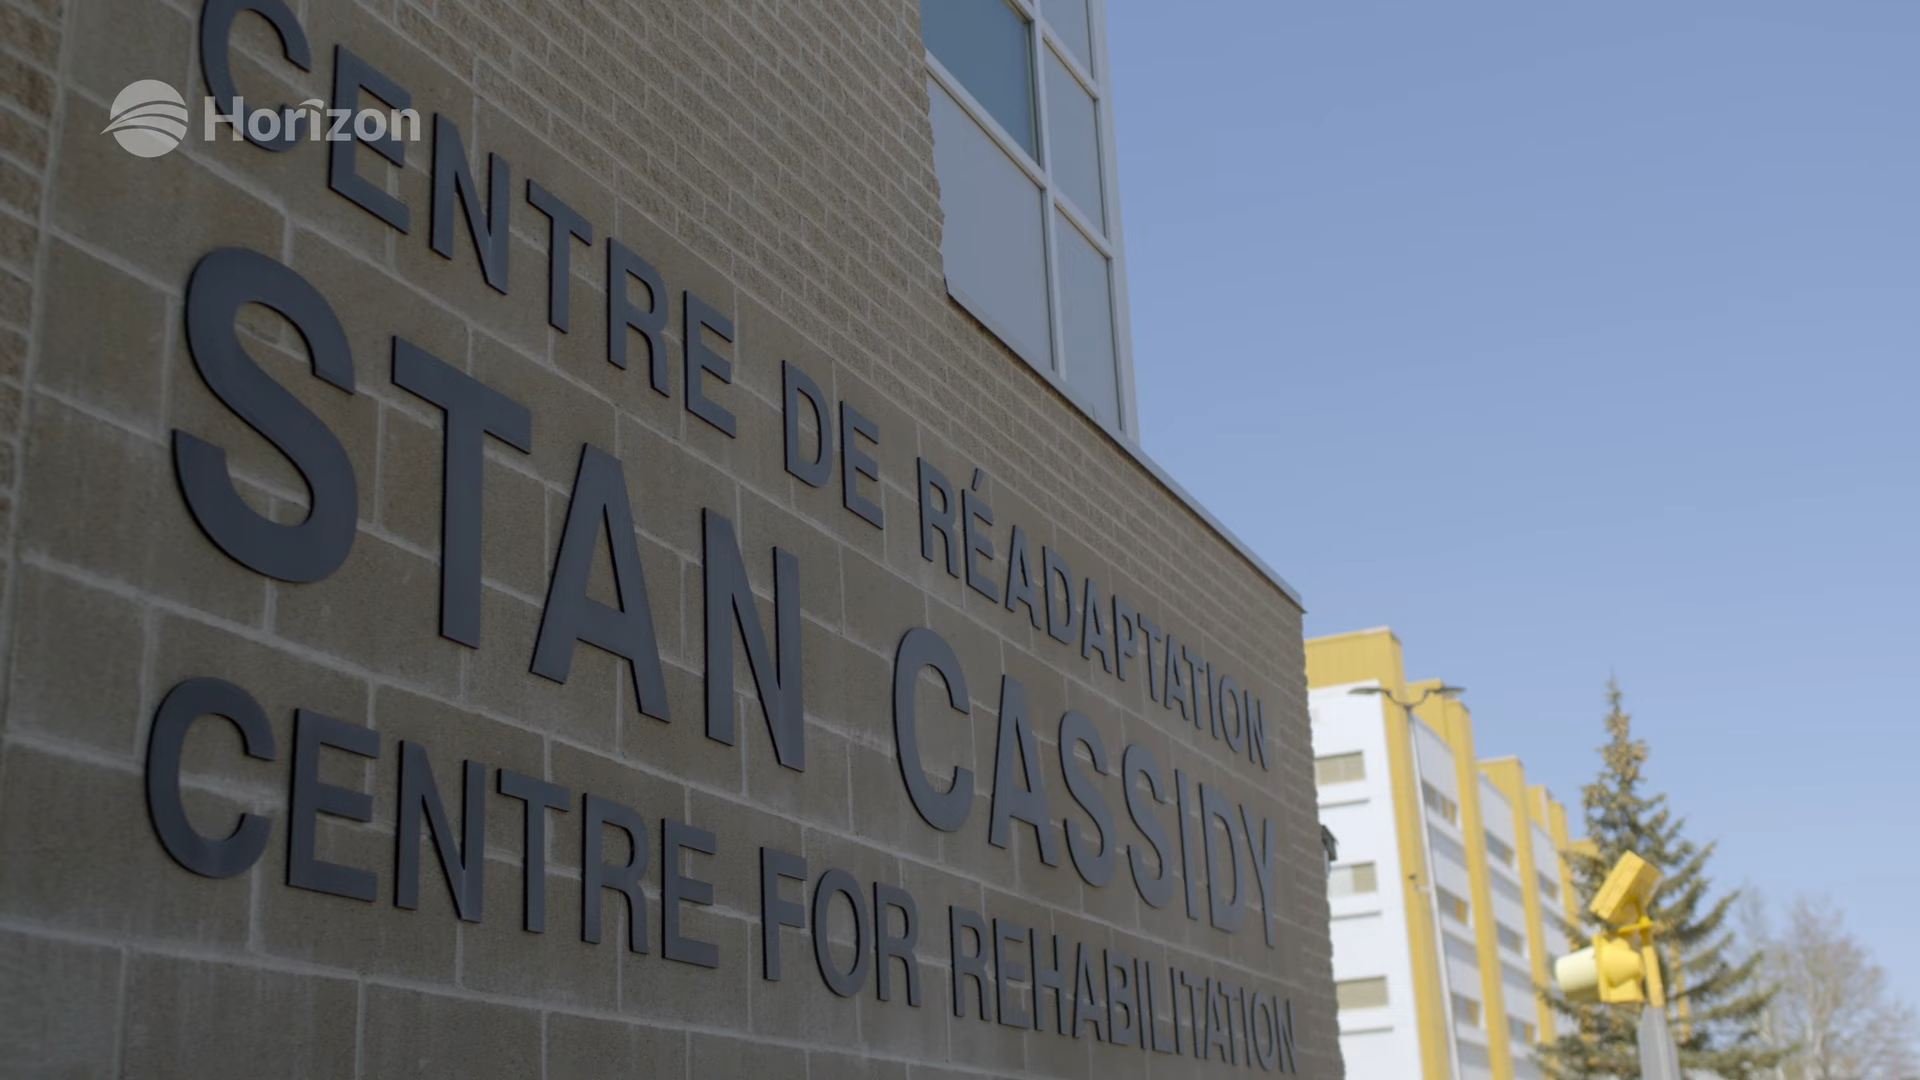 Horizon
CENTRE DE RÉADAPTATION
STAN CASSIDY
CENTRE FOR REHABILITATION